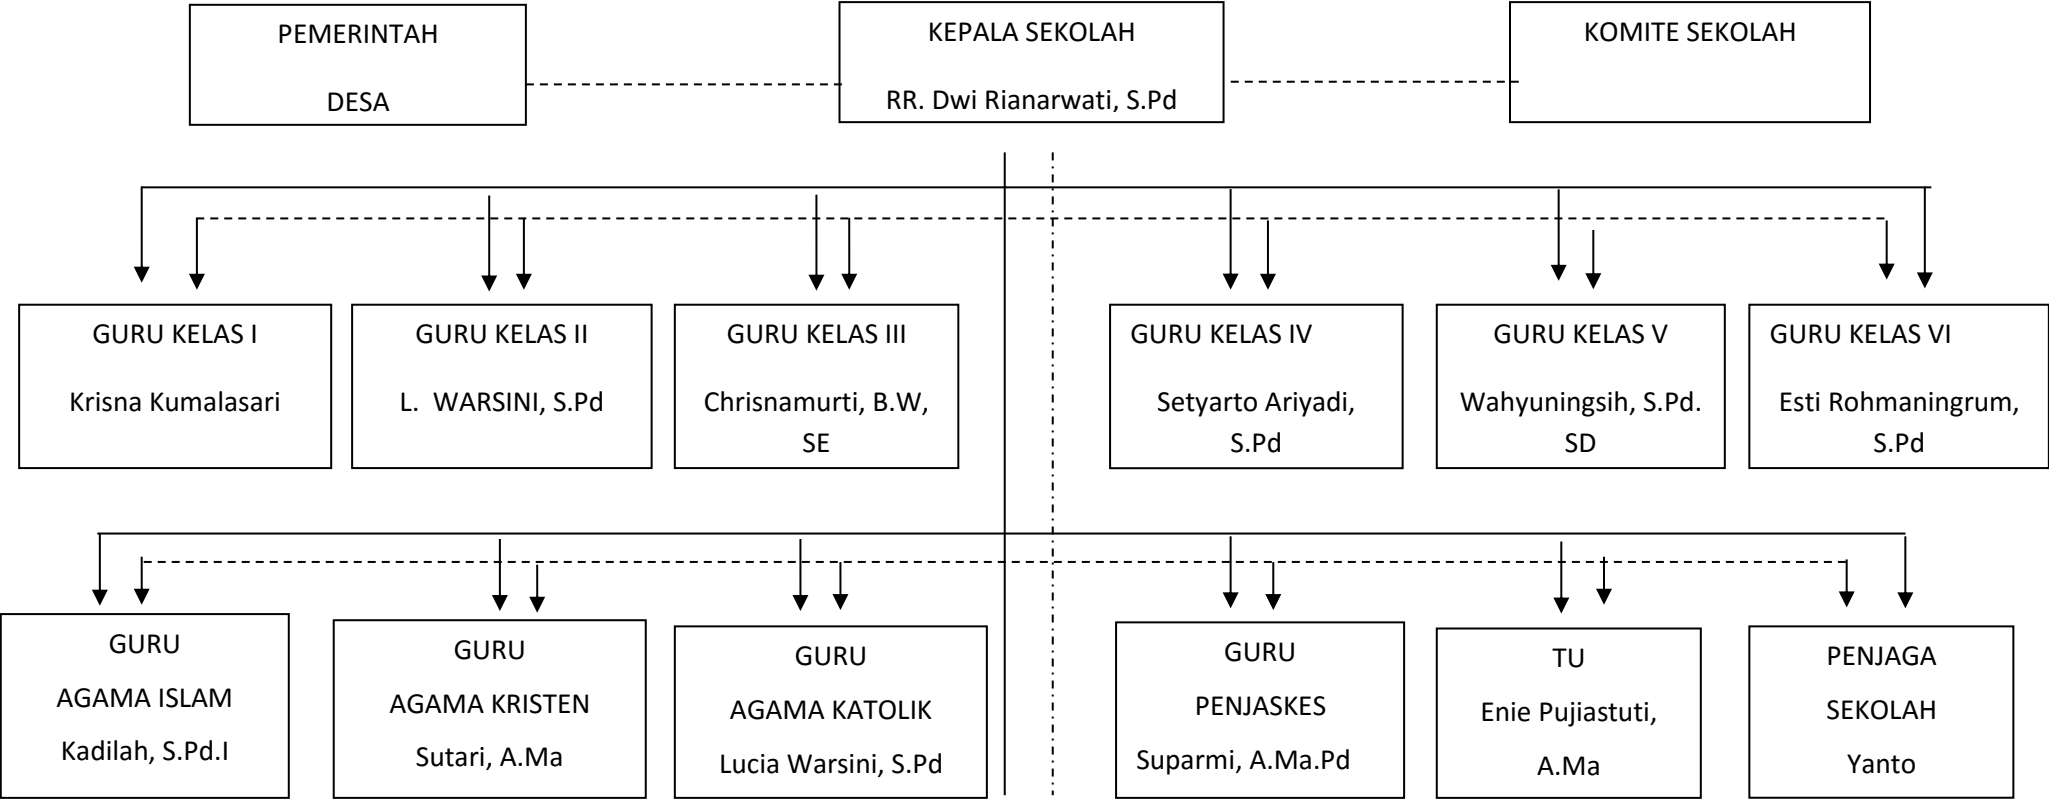 PEMERINTAH
DESA
KEPALA SEKOLAH
RR. Dwi Rianarwati, S.Pd
KOMITE SEKOLAH
GURU KELAS I
Krisna Kumalasari
GURU KELAS II
L. WARSINI, S.Pd
GURU KELAS III
Chrisnamurti, B.W,
SE
GURU KELAS IV
Setyarto Ariyadi,
S.Pd
GURU KELAS V
Wahyuningsih, S.Pd.
SD
GURU KELAS VI
Esti Rohmaningrum,
S.Pd
GURU
AGAMA ISLAM
Kadilah, S.Pd.I
GURU
AGAMA KRISTEN
Sutari, A.Ma
GURU
AGAMA KATOLIK
Lucia Warsini, S.Pd
GURU
PENJASKES
Suparmi, A.Ma.Pd
TU
Enie Pujiastuti,
A.Ma
PENJAGA
SEKOLAH
Yanto